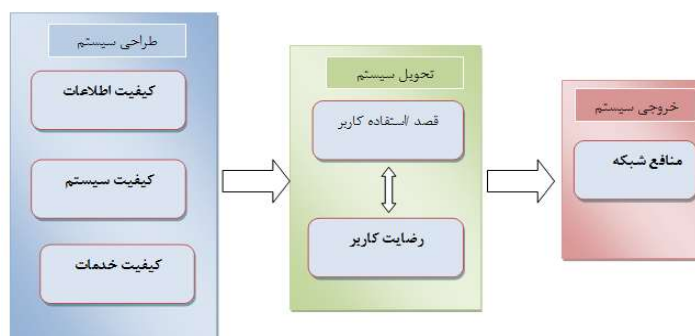 طراحی سیستم
کیفیت اطلاعات
کیفیت سیستم
کیفیت خدمات
تحویل سیستم
قصد /استفاده کاربر
رضایت کاربر
خروجی سیستم
منافع شبکه